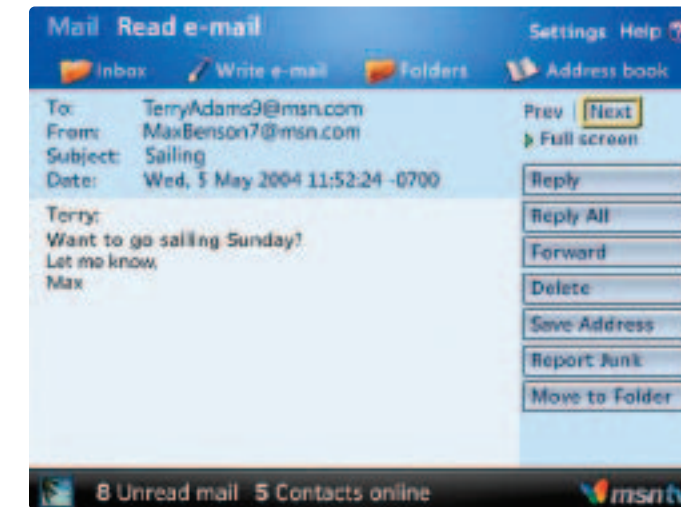 Mail Read e-mail Settings Help ?
Inbox Write e-mail Folders Address book
To: TerryAdams9@msn.com
From: MaxBenson7@msn.com
Subject: Sailing
Date: Wed, 5 May 2004 11:52:24 -0700
Prev Next
Full screen
Terry:
Want to go sailing Sunday?
Let me know,
Max
Reply
Reply All
Forward
Delete
Save Address
Report Junk
Move to Folder
8 Unread mail 5 Contacts online msntv